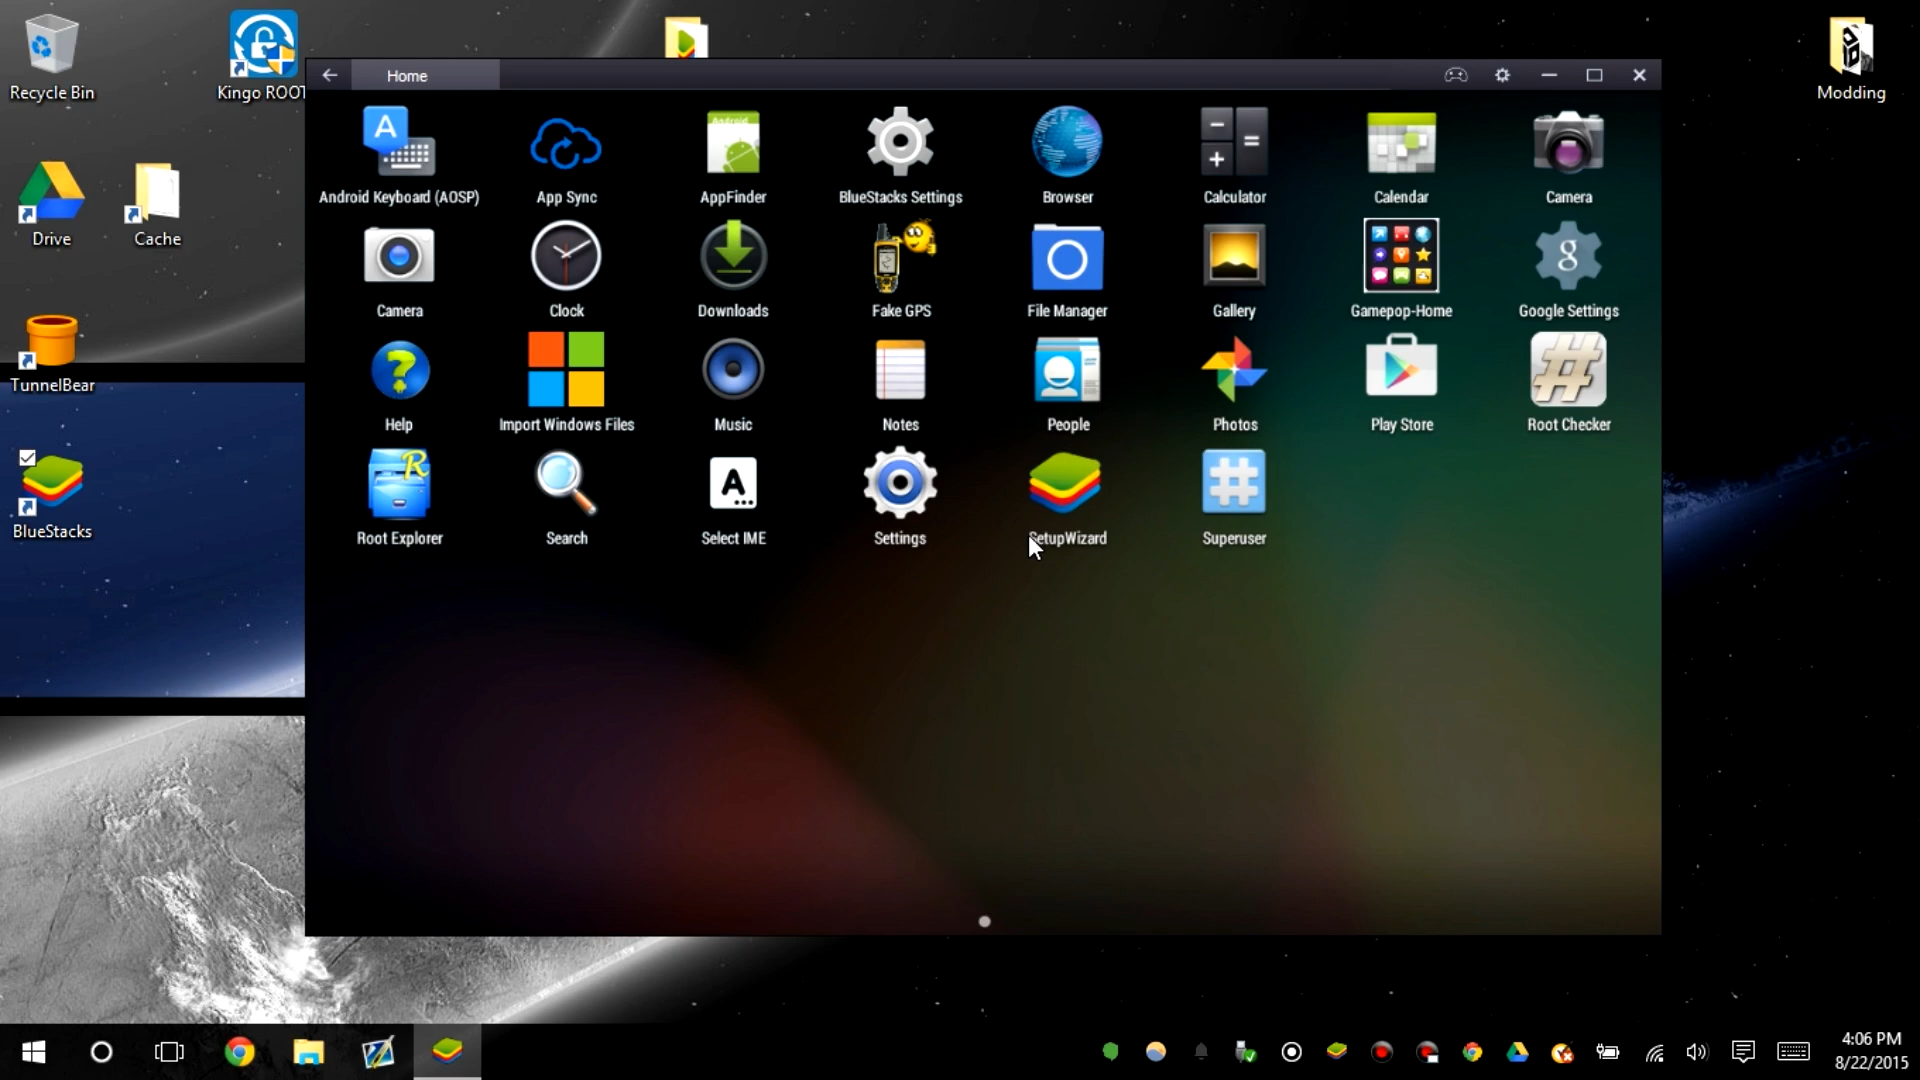 Recycle Bin
Kingo ROOT
Modding
Home
Android Keyboard (AOSP)
App Sync
Android
AppFinder
BlueStacks Settings
Browser
Calculator
Calendar
Camera
Drive
Cache
Camera
Clock
Downloads
Fake GPS
File Manager
Gallery
Gamepop-Home
Google Settings
TunnelBear
Help
Import Windows Files
Music
Notes
People
Photos
Play Store
Root Checker
BlueStacks
Root Explorer
Search
Select IME
Settings
SetupWizard
Superuser
4:06 PM
8/22/2015